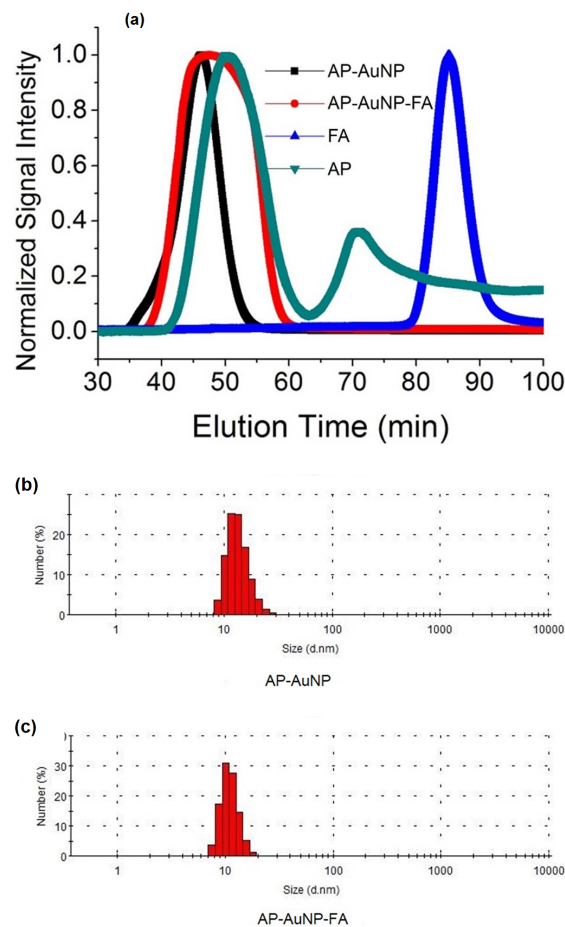 (a)
Normalized Signal Intensity
1.0
0.8
0.6
0.4
0.2
0.0
AP-AuNP
AP-AuNP-FA
FA
AP
30 40 50 60 70 80 90 100
Elution Time (min)
(b)
Number (%)
20
10
0
1 10 100 1000 10000
Size (d.nm)
AP-AuNP
(c)
Number (%)
30
20
10
0
1 10 100 1000 10000
Size (d.nm)
AP-AuNP-FA